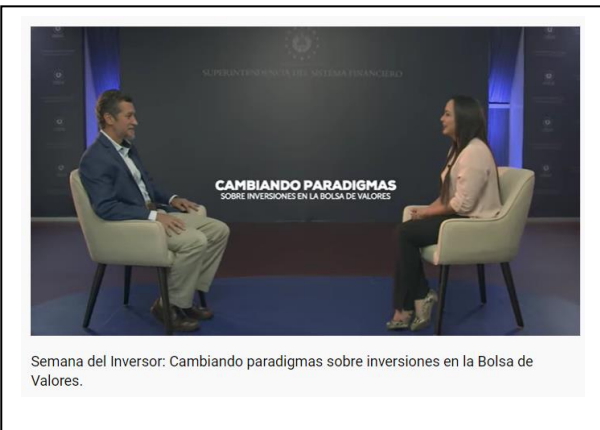 SUPERINTENDENCIA DEL SISTEMA FINANCIERO
CAMBIANDO PARADIGMAS
SOBRE INVERSIONES EN LA BOLSA DE VALORES
Semana del Inversor: Cambiando paradigmas sobre inversiones en la Bolsa de
Valores.